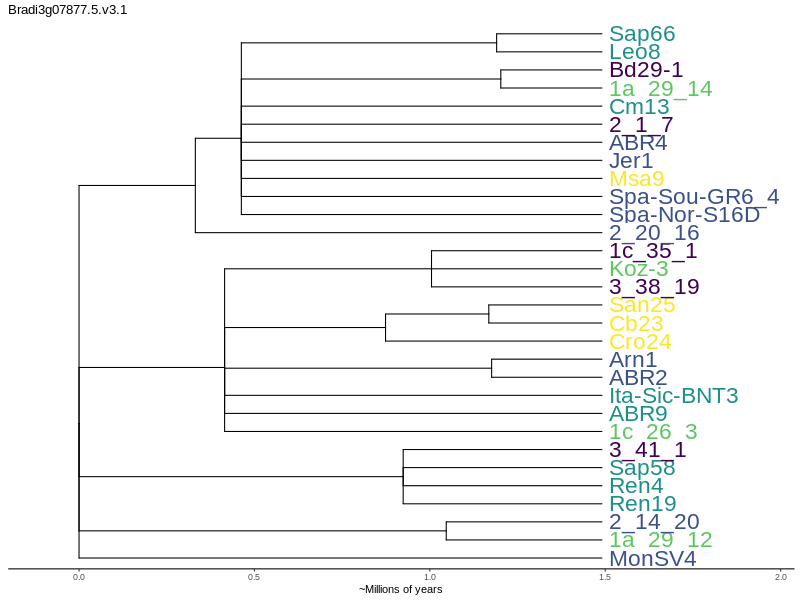 Bradi3g07877.5.v3.1
Sap66
Leo8
Bd29-1
1a_29_14
Cm13
2_1_7
ABR4
Jer1
Msa9
Spa-Sou-GR6_4
Spa-Nor-S16D
2_20_16
1c_35_1
Koz-3
3_38_19
San25
Cb23
Cro24
Arn1
ABR2
Ita-Sic-BNT3
ABR9
1c_26_3
3_41_1
Sap58
Ren4
Ren19
2_14_20
1a_29_12
MonSV4
0.0 0.5 1.0 1.5 2.0
~Millions of years